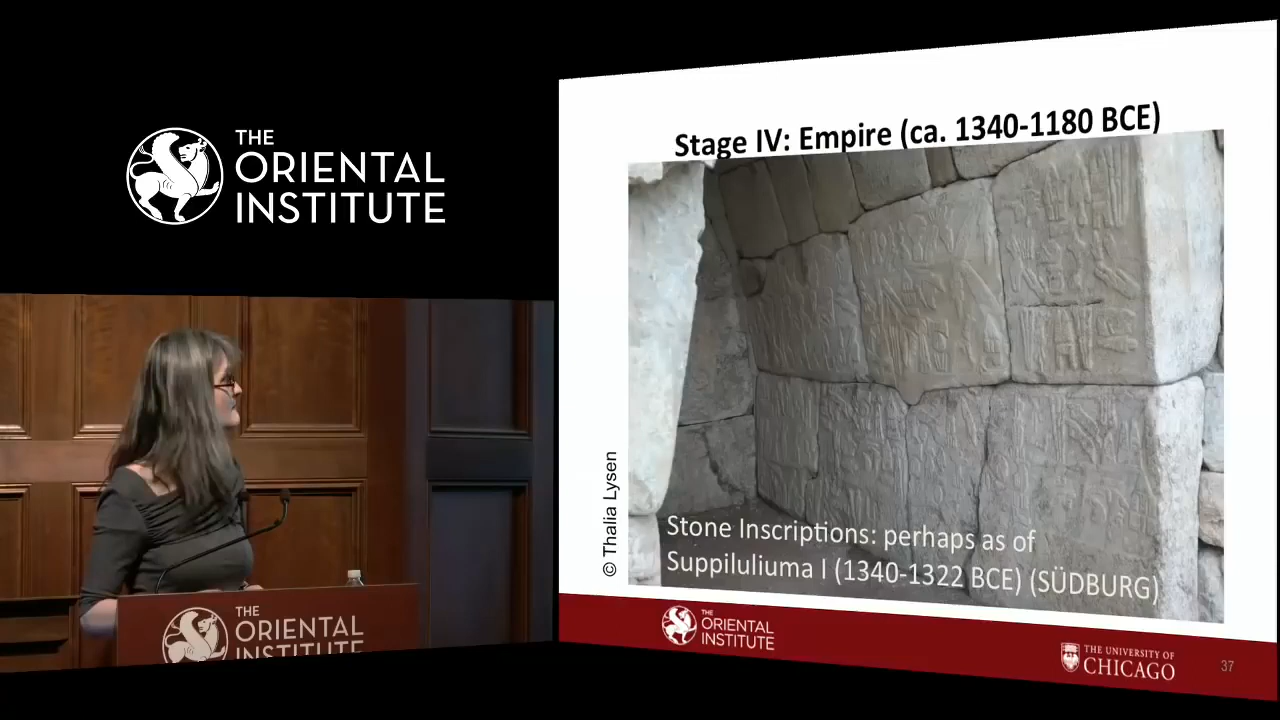 THE
ORIENTAL
INSTITUTE
Stage IV: Empire (ca. 1340-1180 BCE)
© Thalia Lysen
Stone Inscriptions: perhaps as of
Suppiluliuma I (1340-1322 BCE) (SÜDBURG)
THE
ORIENTAL
INSTITUTE
THE
ORIENTAL
INSTITUTE
THE UNIVERSITY OF
CHICAGO
37